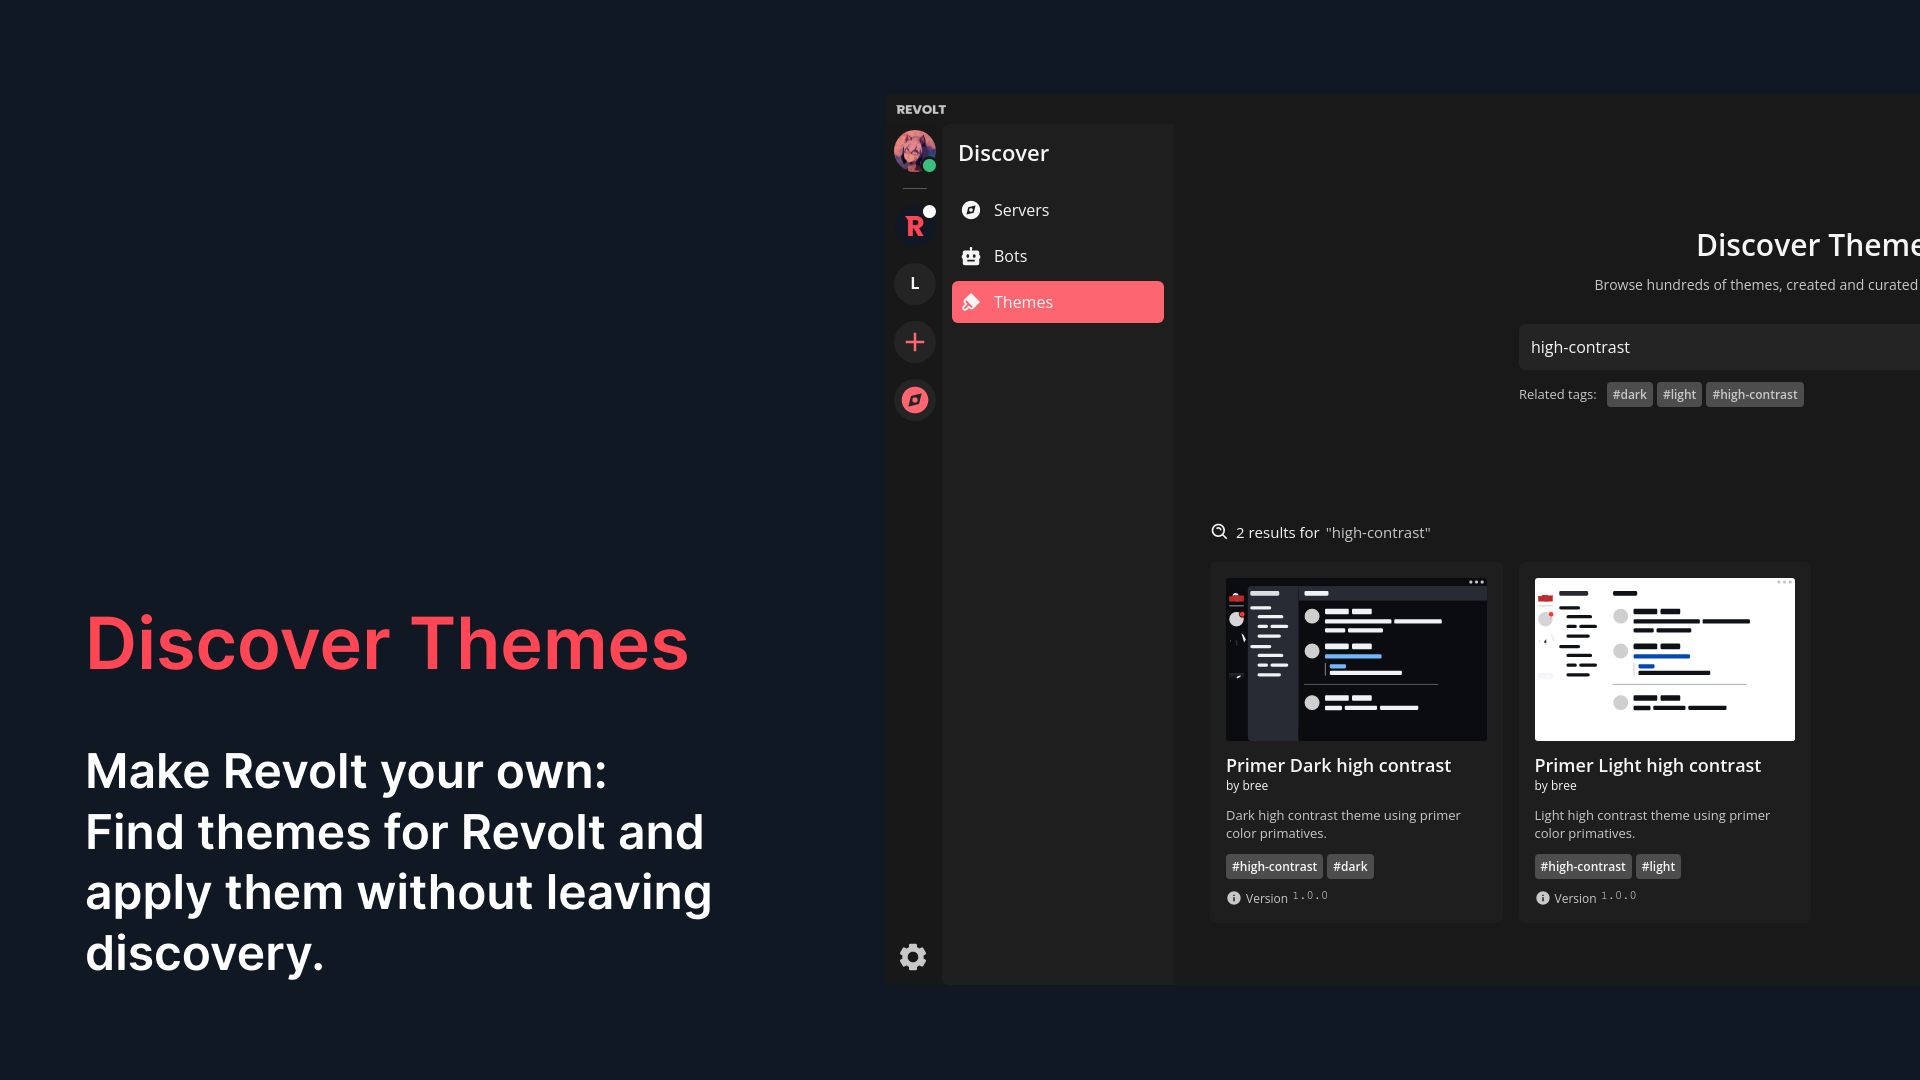 Discover Themes
Make Revolt your own:
Find themes for Revolt and
apply them without leaving
discovery.
REVOLT
R
L
Discover
Servers
Bots
Themes
Discover Theme
Browse hundreds of themes, created and curated
high-contrast
Related tags: #dark #light #high-contrast
2 results for "high-contrast"
Primer Dark high contrast
by bree
Dark high contrast theme using primer
color primatives.
#high-contrast #dark
Version 1.0.0
Primer Light high contrast
by bree
Light high contrast theme using primer
color primatives.
#high-contrast #light
Version 1.0.0